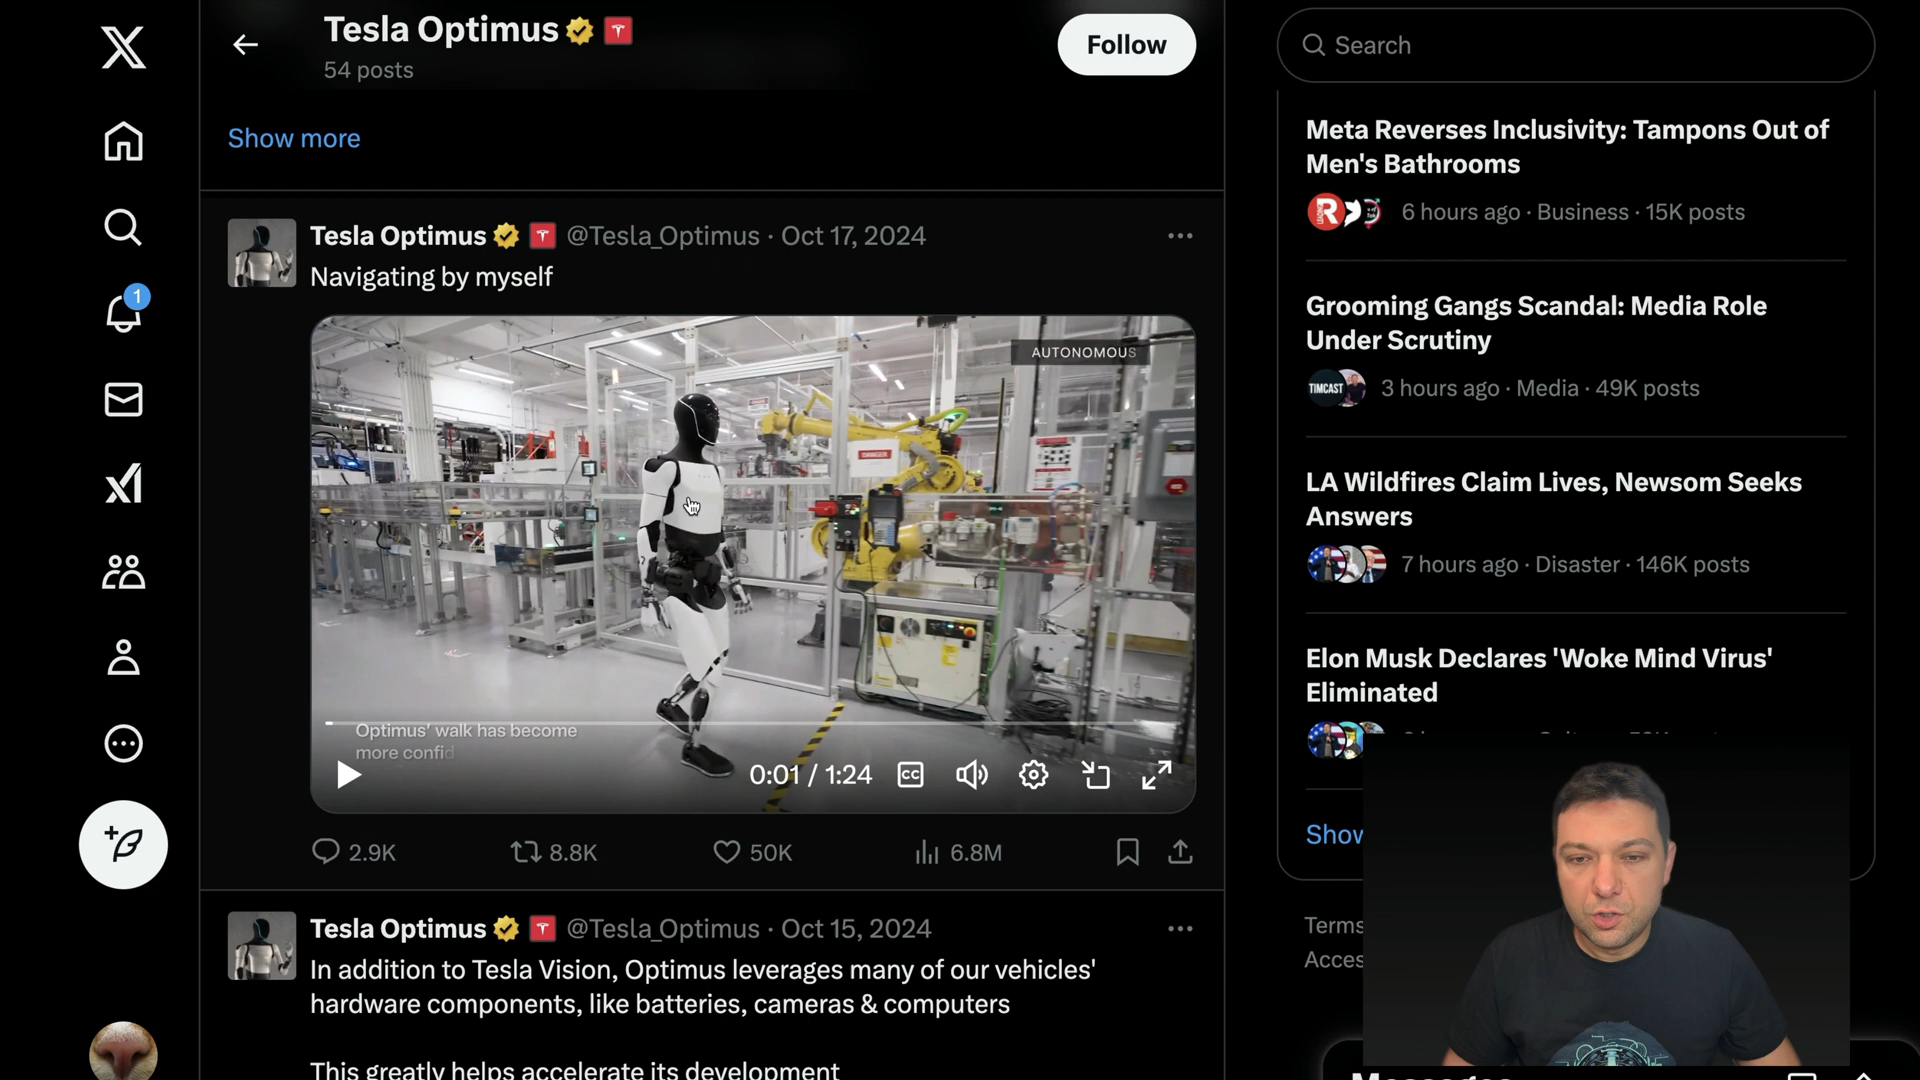 Tesla Optimus
54 posts
Follow
Show more
Tesla Optimus @Tesla_Optimus · Oct 17, 2024
Navigating by myself
AUTONOMOUS
DANGER
Optimus' walk has become
more confid
0:01 / 1:24
CC
2.9K 8.8K 50K 6.8M
Tesla Optimus @Tesla_Optimus · Oct 15, 2024
In addition to Tesla Vision, Optimus leverages many of our vehicles'
hardware components, like batteries, cameras & computers
This greatly helps accelerate its development
1
Search
Meta Reverses Inclusivity: Tampons Out of
Men's Bathrooms
6 hours ago · Business · 15K posts
Grooming Gangs Scandal: Media Role
Under Scrutiny
TIMCAST
3 hours ago · Media · 49K posts
LA Wildfires Claim Lives, Newsom Seeks
Answers
7 hours ago · Disaster · 146K posts
Elon Musk Declares 'Woke Mind Virus'
Eliminated
Show
Terms
Acces
Messages